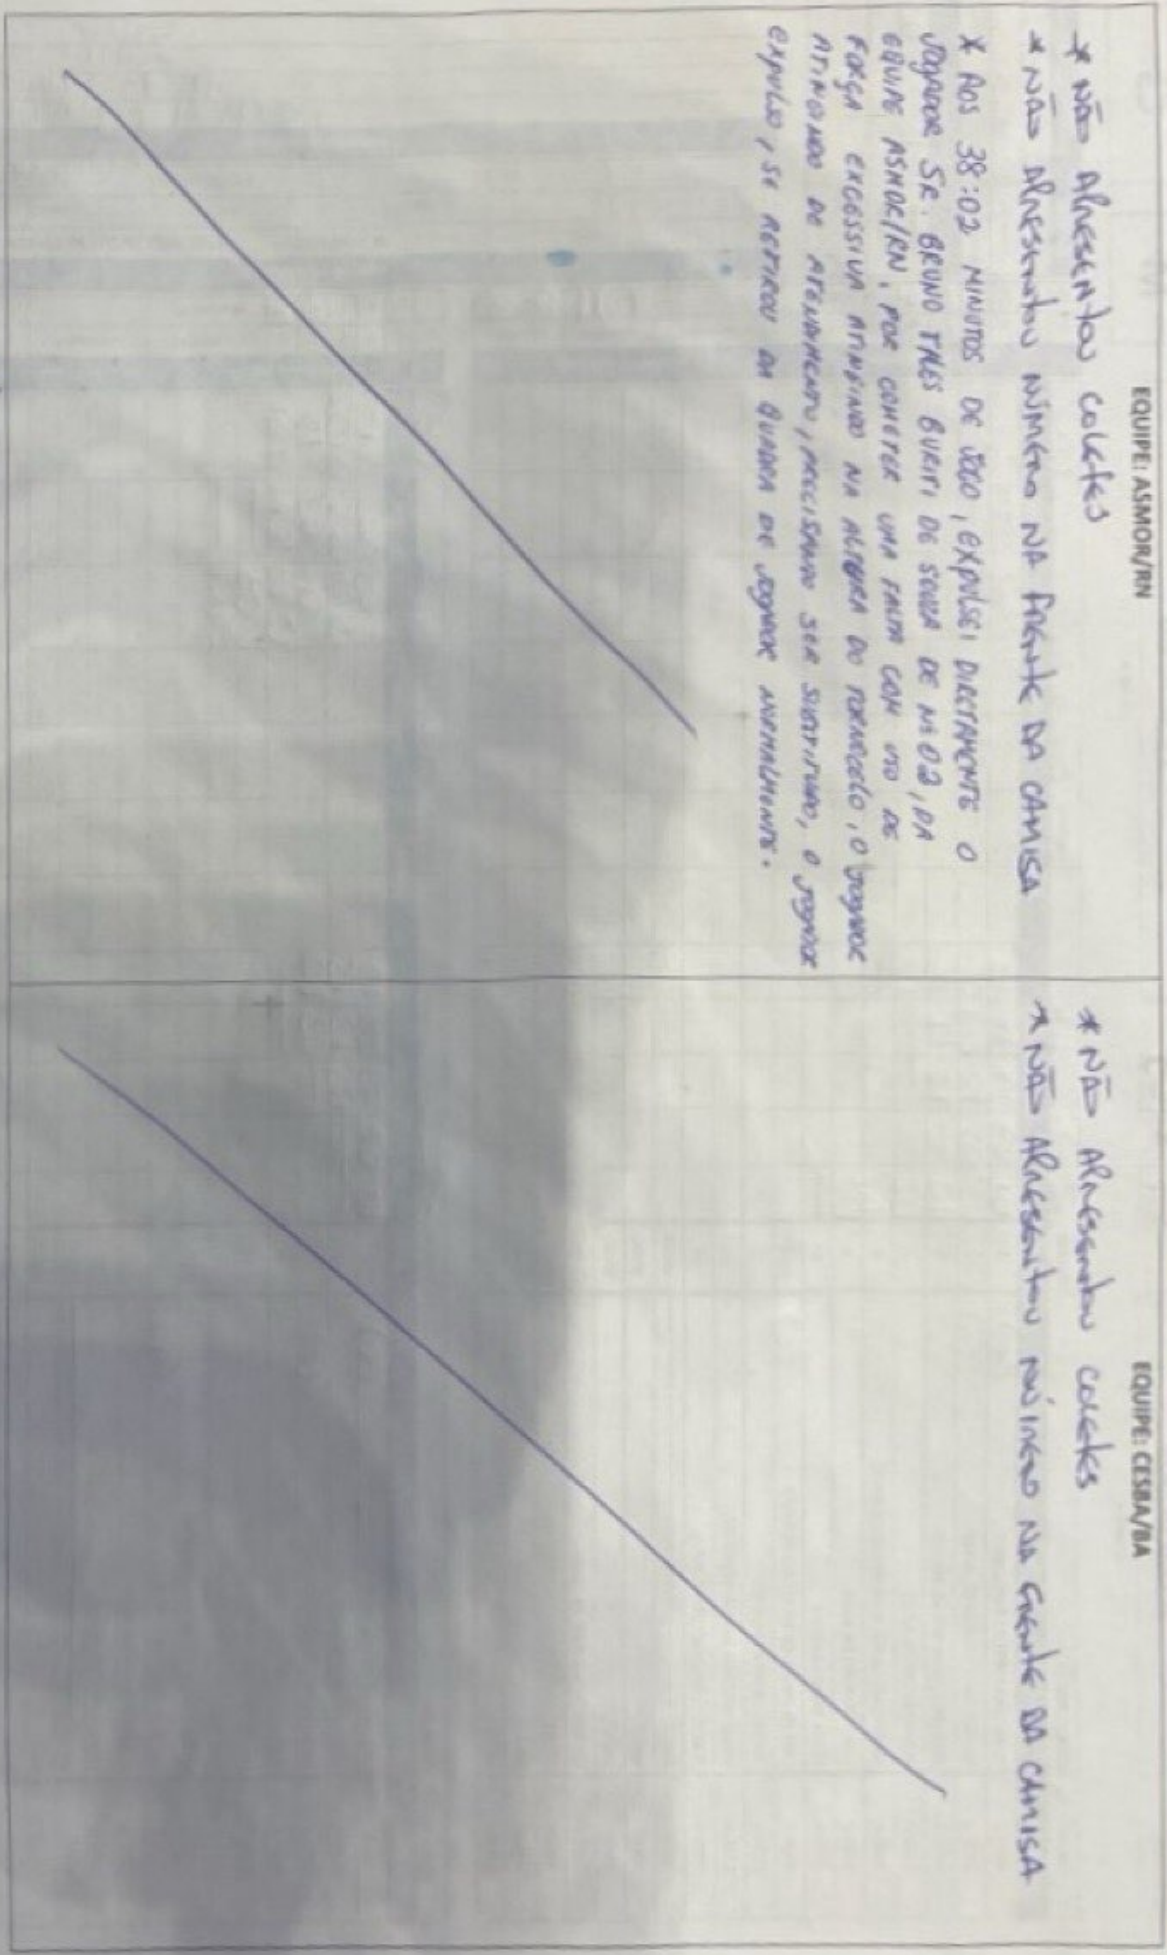 EQUIPE: ASMOR/RN
* NÃO APRESENTOU COLETES
* NÃO APRESENTOU NÚMERO NA FRENTE DA CAMISA
* AOS 38:02 MINUTOS DE JOGO, EXPULSEI DIRETAMENTE O
JOGADOR SR. BRUNO TALES BURITI DE SOUZA DE Nº 02, DA
EQUIPE ASMOR/RN, POR COMETER UMA FALTA COM USO DE
FORÇA EXCESSIVA ATINGINDO NA ALTURA DO TORNOZELO, O JOGADOR
ATINGIDO DE ATENDIMENTO, PRECISANDO SER SUBSTITUIDO, O JOGADOR
EXPULSO, SE RETIROU DA QUADRA DE JOGO NORMALMENTE.
EQUIPE: CESBA/BA
* NÃO APRESENTOU COLETES
* NÃO APRESENTOU NÚMERO NA FRENTE DA CAMISA